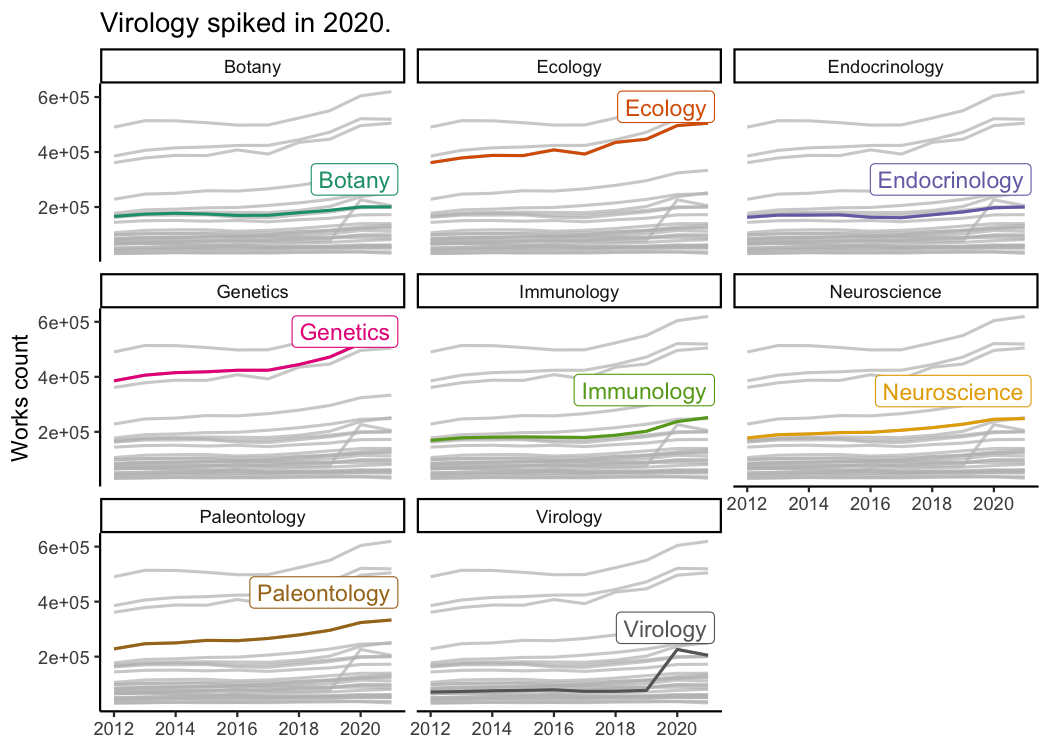 Virology spiked in 2020.
Botany
Ecology
Endocrinology
6e+05
4e+05
2e+05
Botany
Ecology
Endocrinology
Genetics
Immunology
Neuroscience
6e+05
4e+05
2e+05
Genetics
Immunology
Neuroscience
Works count
2012 2014 2016 2018 2020
Paleontology
Virology
6e+05
4e+05
2e+05
Paleontology
Virology
2012 2014 2016 2018 2020
2012 2014 2016 2018 2020